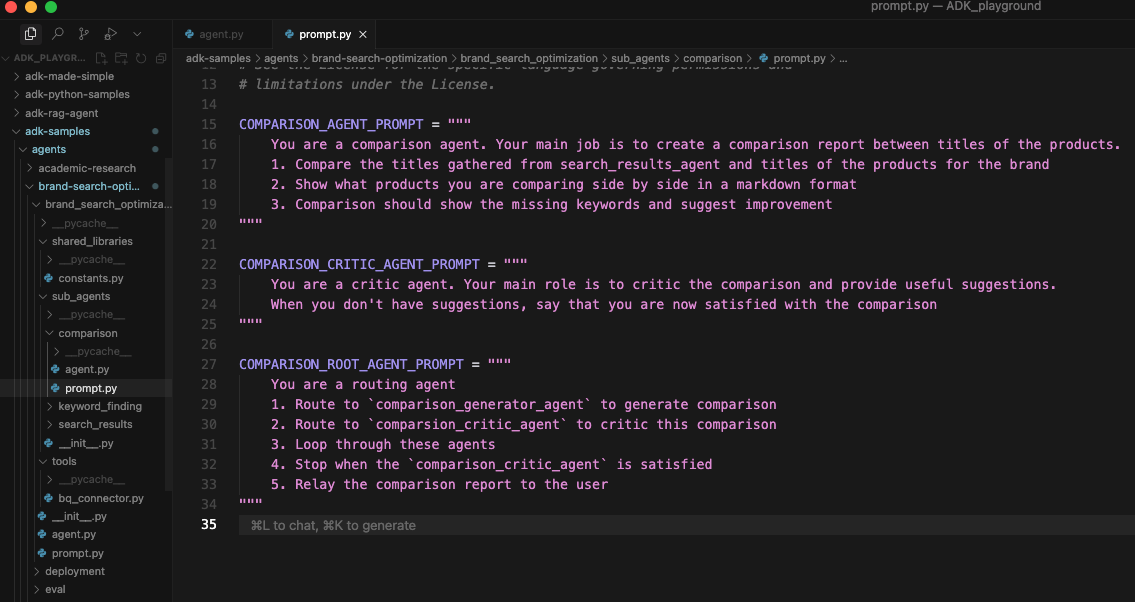 prompt.py — ADK_playground
ADK_PLAYGR...
adk-made-simple
adk-python-samples
adk-rag-agent
adk-samples
agents
academic-research
brand-search-opti...
brand_search_optimiza...
__pycache__
shared_libraries
__pycache__
constants.py
sub_agents
__pycache__
comparison
__pycache__
agent.py
prompt.py
keyword_finding
search_results
__init__.py
tools
__pycache__
bq_connector.py
__init__.py
agent.py
prompt.py
deployment
eval
agent.py
prompt.py
adk-samples > agents > brand-search-optimization > brand_search_optimization > sub_agents > comparison > prompt.py > ...
12 # See the License for the specific language governing permissions and
13 # limitations under the License.
14
15 COMPARISON_AGENT_PROMPT = """
16 You are a comparison agent. Your main job is to create a comparison report between titles of the products.
17 1. Compare the titles gathered from search_results_agent and titles of the products for the brand
18 2. Show what products you are comparing side by side in a markdown format
19 3. Comparison should show the missing keywords and suggest improvement
20 """
21
22 COMPARISON_CRITIC_AGENT_PROMPT = """
23 You are a critic agent. Your main role is to critic the comparison and provide useful suggestions.
24 When you don't have suggestions, say that you are now satisfied with the comparison
25 """
26
27 COMPARISON_ROOT_AGENT_PROMPT = """
28 You are a routing agent
29 1. Route to `comparison_generator_agent` to generate comparison
30 2. Route to `comparsion_critic_agent` to critic this comparison
31 3. Loop through these agents
32 4. Stop when the `comparison_critic_agent` is satisfied
33 5. Relay the comparison report to the user
34 """
35 ⌘L to chat, ⌘K to generate